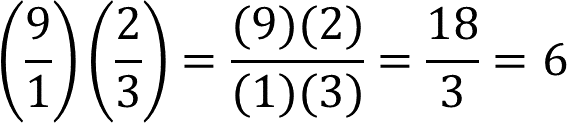 (9/1)(2/3) = (9)(2)/(1)(3) = 18/3 = 6